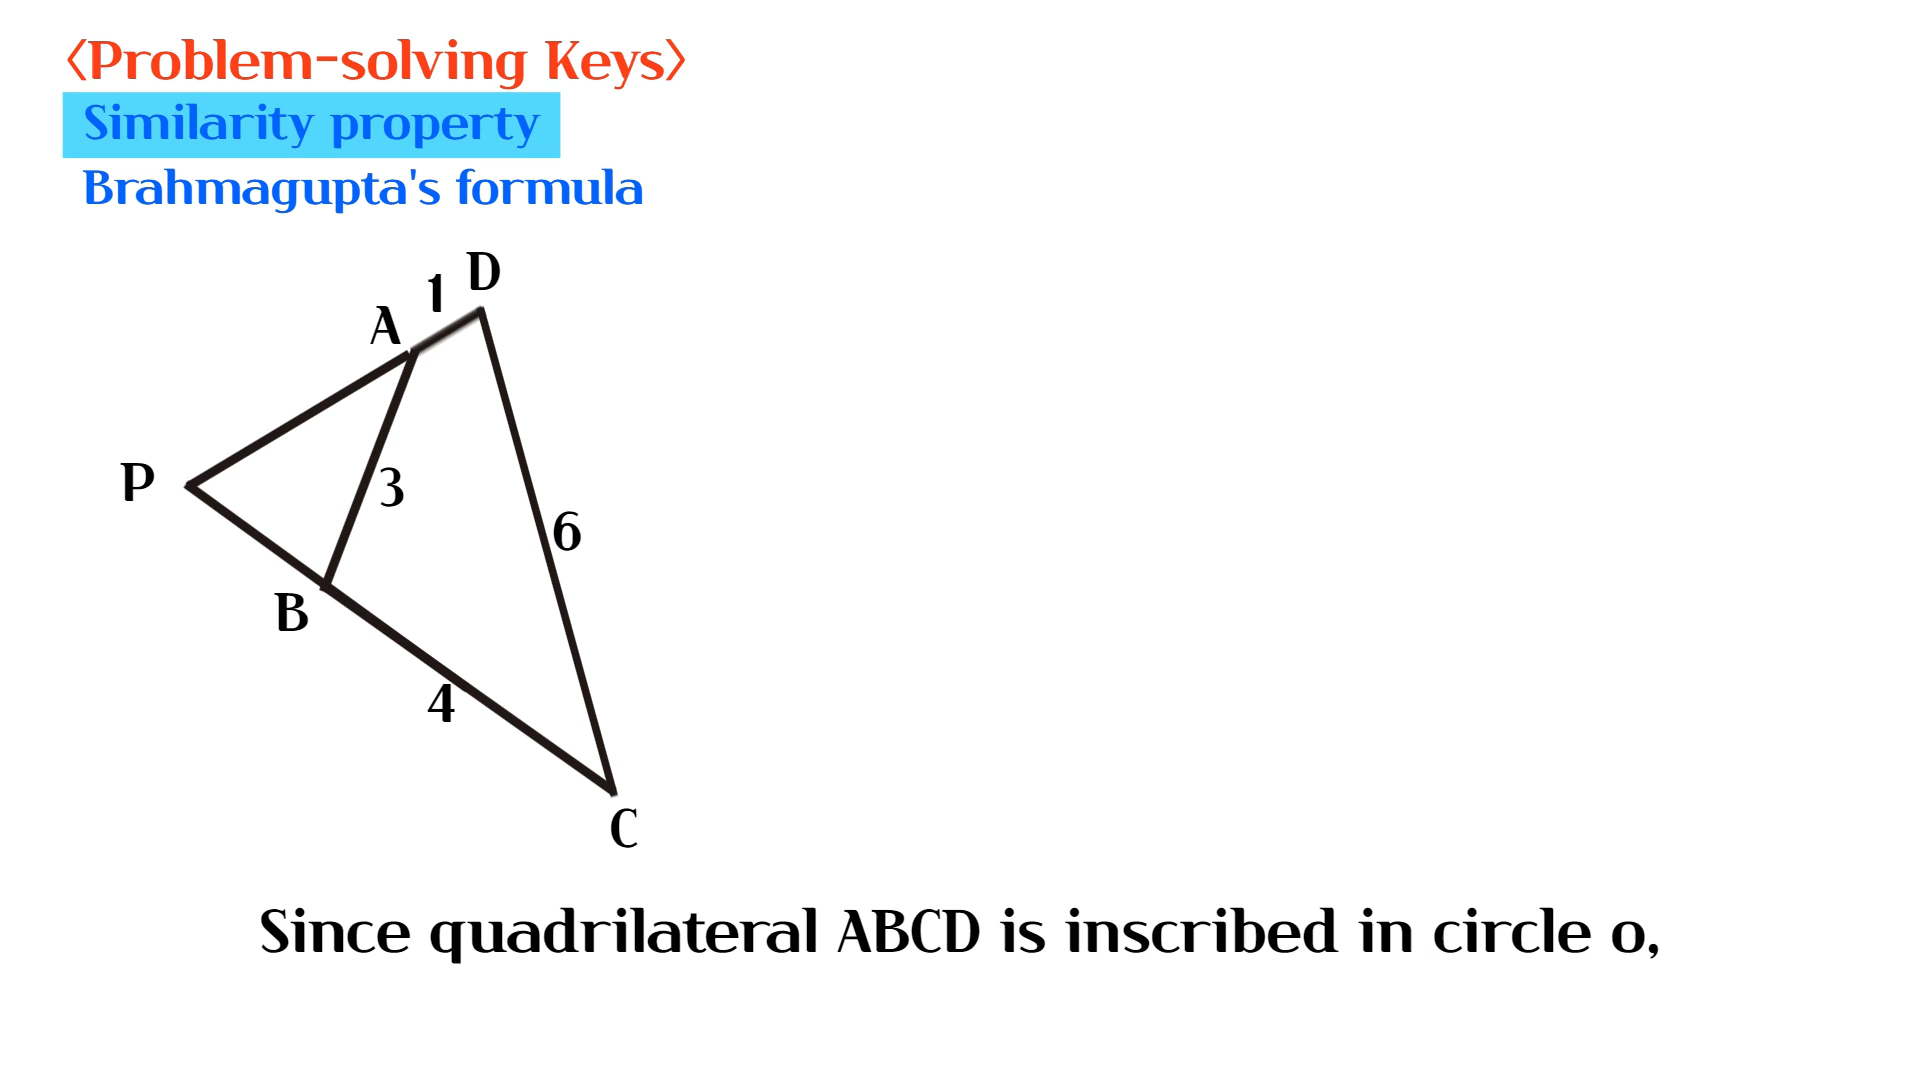 〈Problem-solving Keys〉
Similarity property
Brahmagupta's formula
D
1
A
P
3
6
B
4
C
Since quadrilateral ABCD is inscribed in circle o,